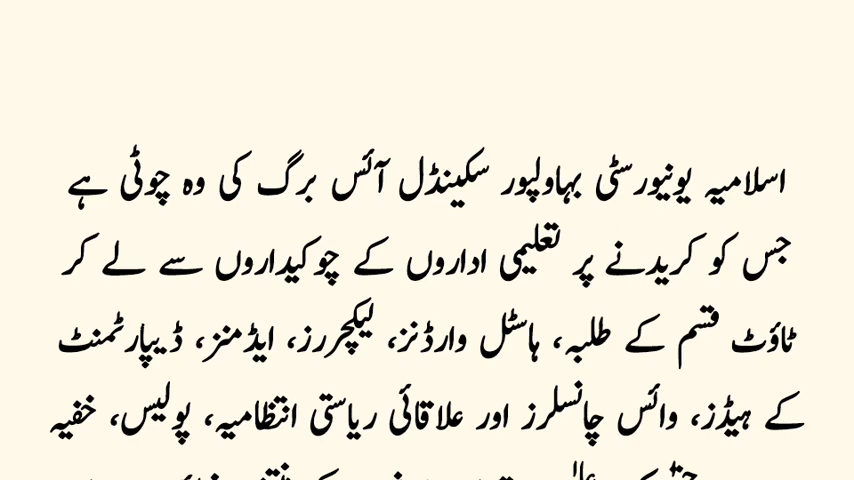 اسلامیہ یونیورسٹی بہاولپور سکینڈل آئس برگ کی وہ چوٹی ہے
جس کو کریدنے پر تعلیمی اداروں کے چوکیداروں سے لے کر
ٹاؤٹ قسم کے طلبہ، ہاسٹل وارڈنز، لیکچررز، ایڈمنز، ڈیپارٹمنٹ
کے ہیڈز، وائس چانسلرز اور علاقائی ریاستی انتظامیہ، پولیس، خفیہ